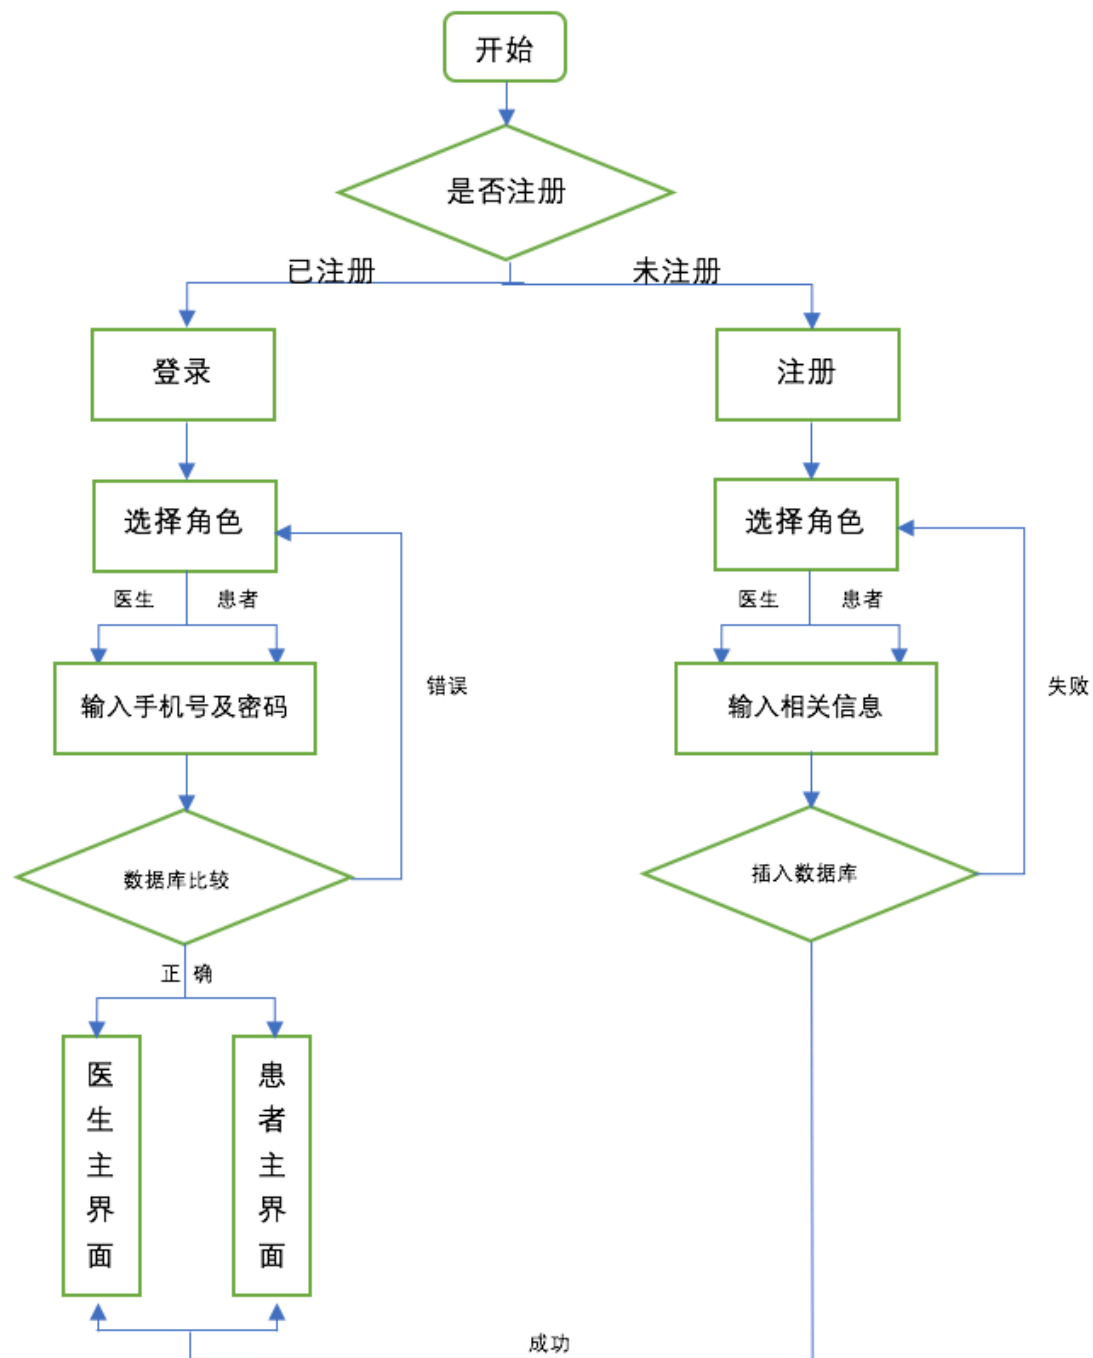 开始
是否注册
已注册
未注册
登录
注册
选择角色
选择角色
医生
患者
医生
患者
输入手机号及密码
错误
输入相关信息
失败
数据库比较
插入数据库
正确
医生主界面
患者主界面
成功